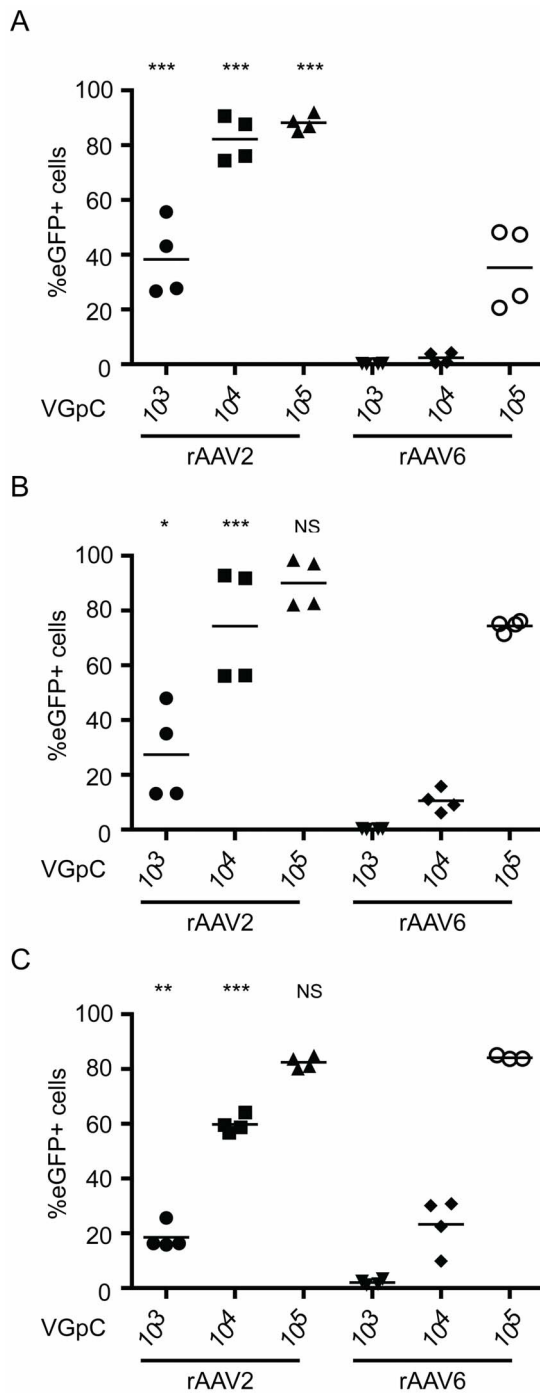 A
*** *** ***
100
80
60
40
20
0
%eGFP+ cells
VGpC 10³ 10⁴ 10⁵ 10³ 10⁴ 10⁵
rAAV2 rAAV6
B
* *** NS
100
80
60
40
20
0
%eGFP+ cells
VGpC 10³ 10⁴ 10⁵ 10³ 10⁴ 10⁵
rAAV2 rAAV6
C
** *** NS
100
80
60
40
20
0
%eGFP+ cells
VGpC 10³ 10⁴ 10⁵ 10³ 10⁴ 10⁵
rAAV2 rAAV6